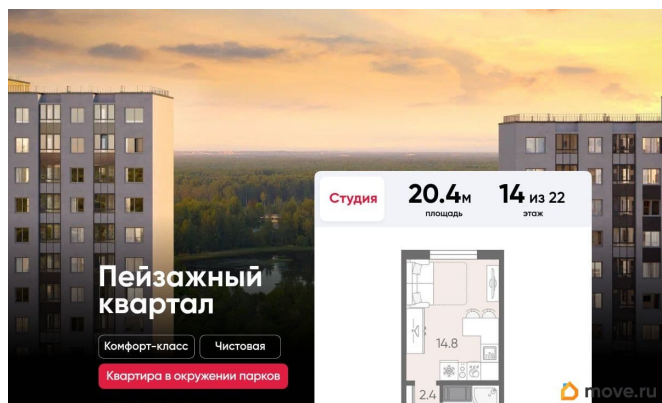 Студия
20.4м
площадь
14 из 22
этаж
Пейзажный
квартал
Комфорт-класс
Чистовая
Квартира в окружении парков
14.8
2.4
move.ru